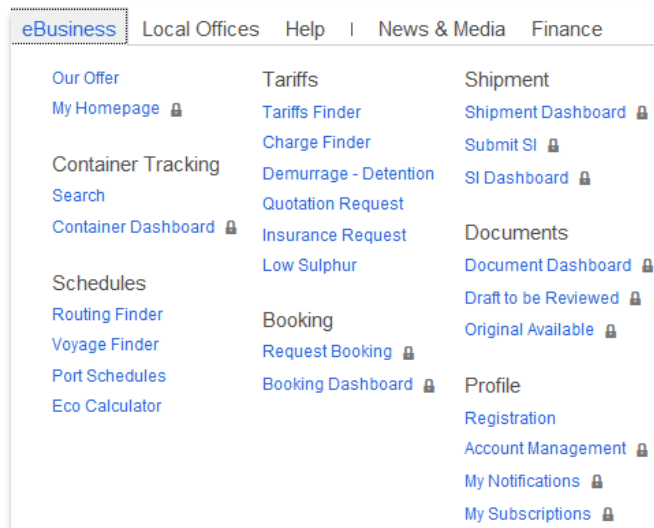 eBusiness Local Offices Help | News & Media Finance
Our Offer
My Homepage
Container Tracking
Search
Container Dashboard
Schedules
Routing Finder
Voyage Finder
Port Schedules
Eco Calculator
Tariffs
Tariffs Finder
Charge Finder
Demurrage - Detention
Quotation Request
Insurance Request
Low Sulphur
Booking
Request Booking
Booking Dashboard
Shipment
Shipment Dashboard
Submit SI
SI Dashboard
Documents
Document Dashboard
Draft to be Reviewed
Original Available
Profile
Registration
Account Management
My Notifications
My Subscriptions